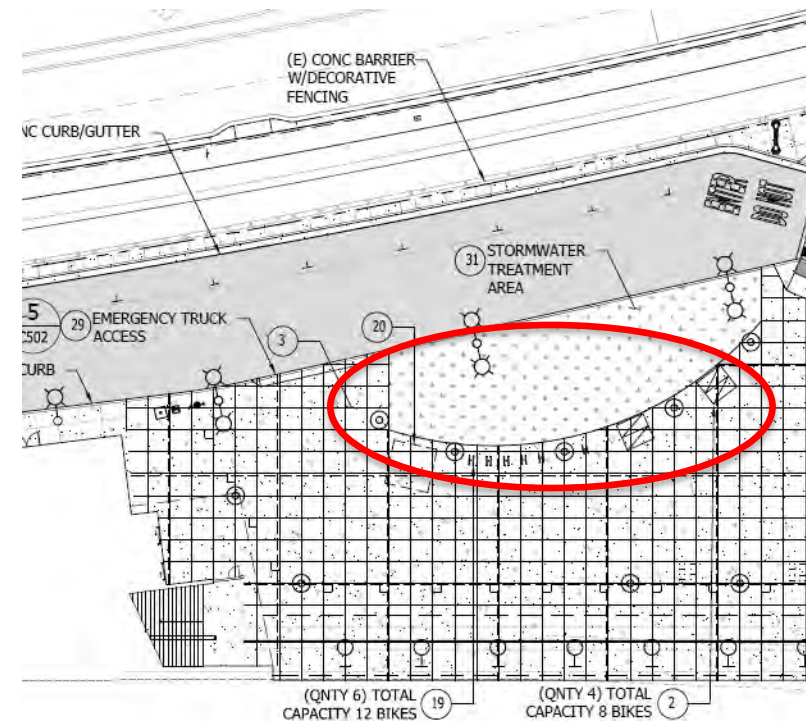 (E) CONC BARRIER
W/DECORATIVE
FENCING
NC CURB/GUTTER
31 STORMWATER
TREATMENT
AREA
5
C502
29 EMERGENCY TRUCK
ACCESS
3
20
CURB
(QNTY 6) TOTAL
CAPACITY 12 BIKES 19
(QNTY 4) TOTAL
CAPACITY 8 BIKES 2